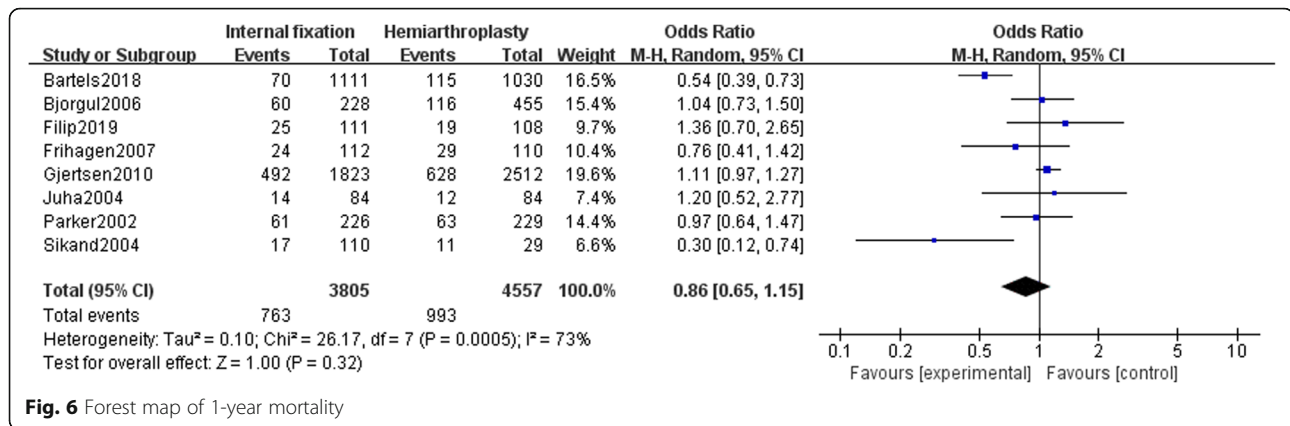 Internal fixation Hemiarthroplasty Odds Ratio Odds Ratio
Study or Subgroup Events Total Events Total Weight M-H, Random, 95% CI M-H, Random, 95% CI
Bartels2018 70 1111 115 1030 16.5% 0.54 [0.39, 0.73]
Bjorgul2006 60 228 116 455 15.4% 1.04 [0.73, 1.50]
Filip2019 25 111 19 108 9.7% 1.36 [0.70, 2.65]
Frihagen2007 24 112 29 110 10.4% 0.76 [0.41, 1.42]
Gjertsen2010 492 1823 628 2512 19.6% 1.11 [0.97, 1.27]
Juha2004 14 84 12 84 7.4% 1.20 [0.52, 2.77]
Parker2002 61 226 63 229 14.4% 0.97 [0.64, 1.47]
Sikand2004 17 110 11 29 6.6% 0.30 [0.12, 0.74]
Total (95% CI) 3805 4557 100.0% 0.86 [0.65, 1.15]
Total events 763 993
Heterogeneity: Tau² = 0.10; Chi² = 26.17, df = 7 (P = 0.0005); I² = 73%
Test for overall effect: Z = 1.00 (P = 0.32)
0.1 0.2 0.5 1 2 5 10
Favours [experimental] Favours [control]
Fig. 6 Forest map of 1-year mortality